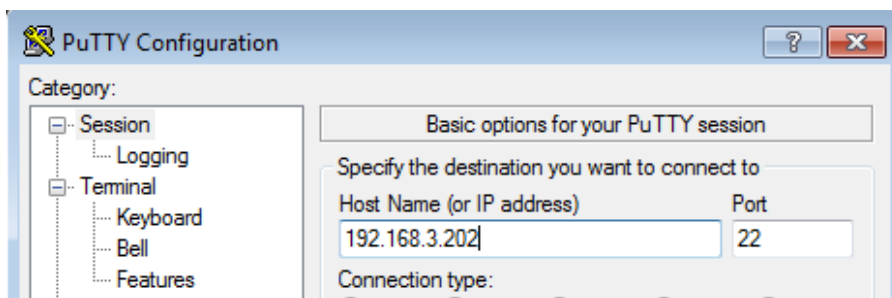 PuTTY Configuration
Category:
Session
Logging
Terminal
Keyboard
Bell
Features
Basic options for your PuTTY session
Specify the destination you want to connect to
Host Name (or IP address) Port
192.168.3.202 22
Connection type: